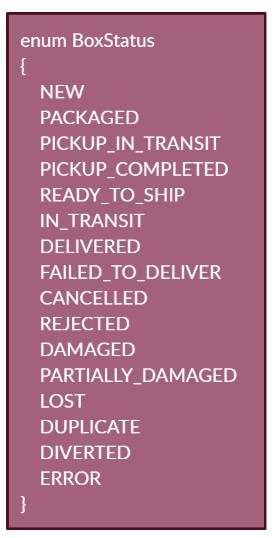 enum BoxStatus
{
NEW
PACKAGED
PICKUP_IN_TRANSIT
PICKUP_COMPLETED
READY_TO_SHIP
IN_TRANSIT
DELIVERED
FAILED_TO_DELIVER
CANCELLED
REJECTED
DAMAGED
PARTIALLY_DAMAGED
LOST
DUPLICATE
DIVERTED
ERROR
}